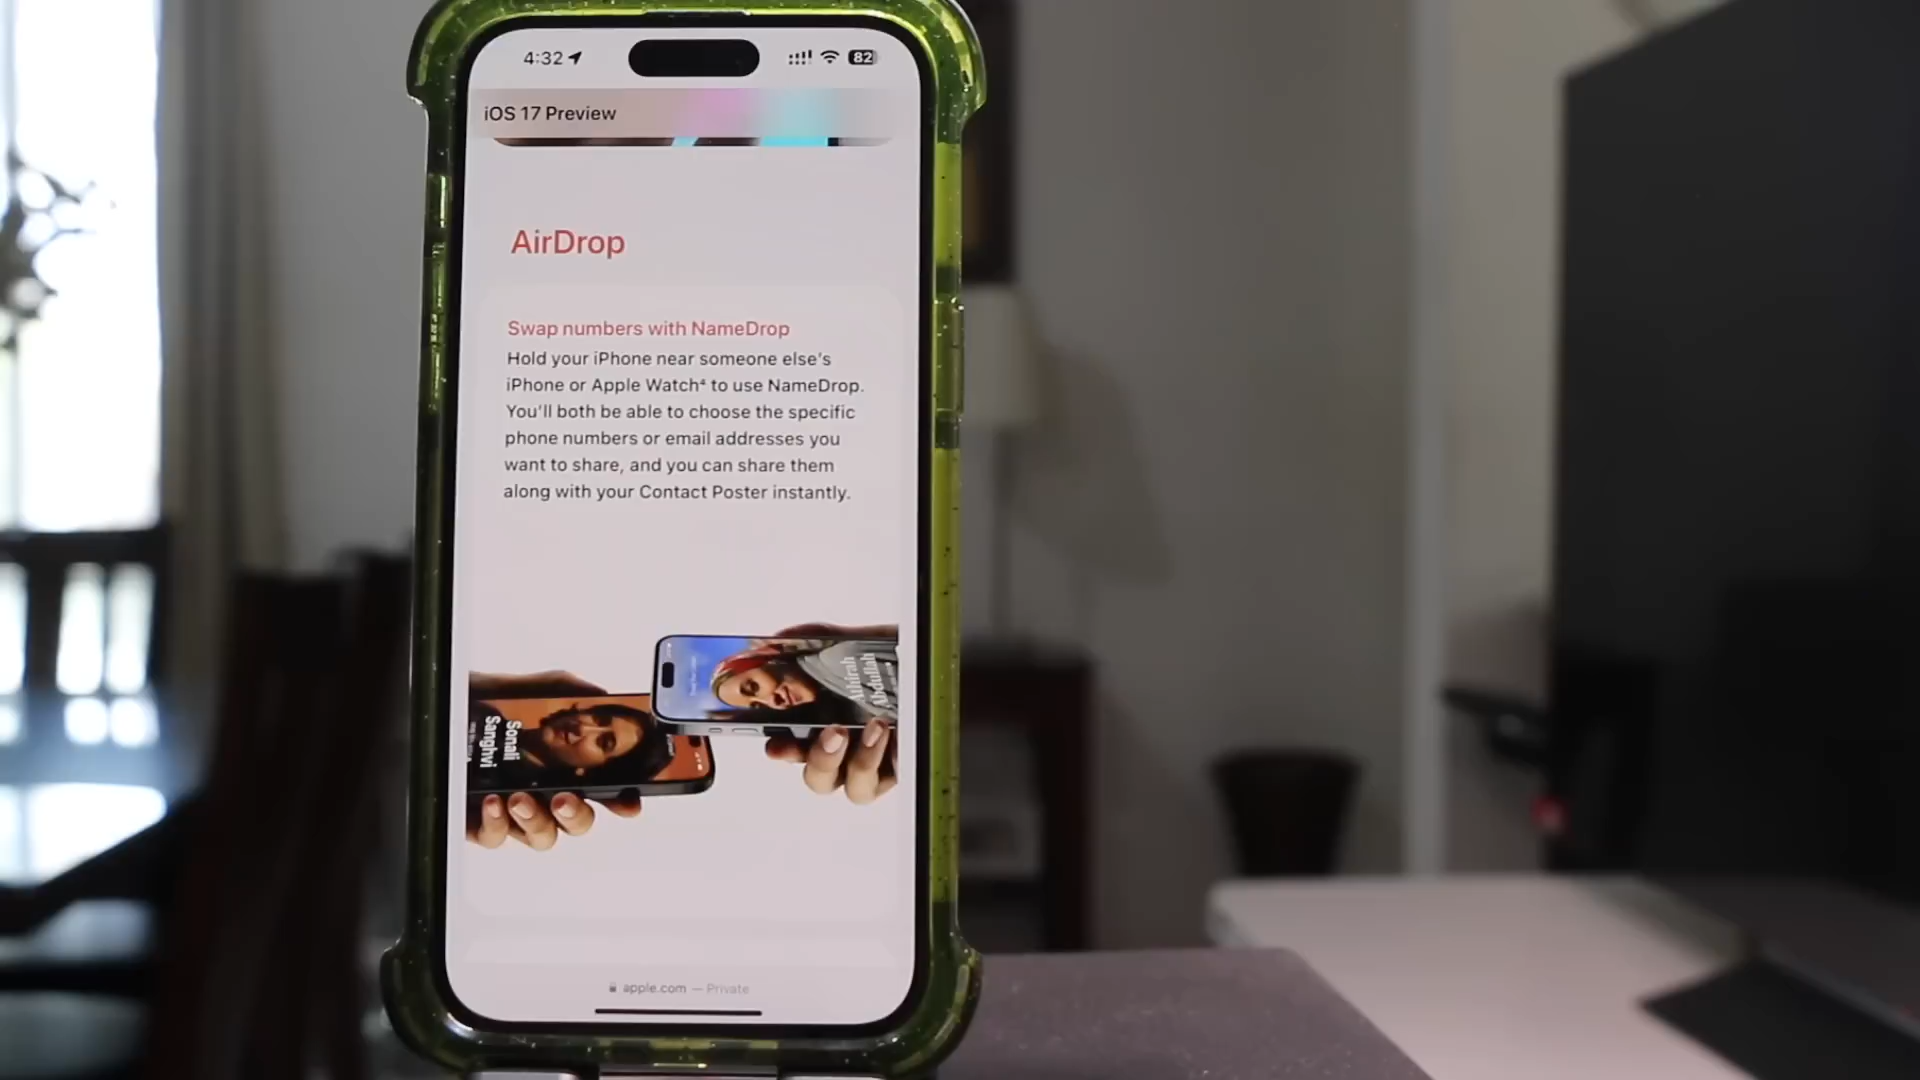 4:32
82
iOS 17 Preview
AirDrop
Swap numbers with NameDrop
Hold your iPhone near someone else's
iPhone or Apple Watch⁴ to use NameDrop.
You'll both be able to choose the specific
phone numbers or email addresses you
want to share, and you can share them
along with your Contact Poster instantly.
Athirah
Abdullah
Sonali
Sanghvi
apple.com — Private